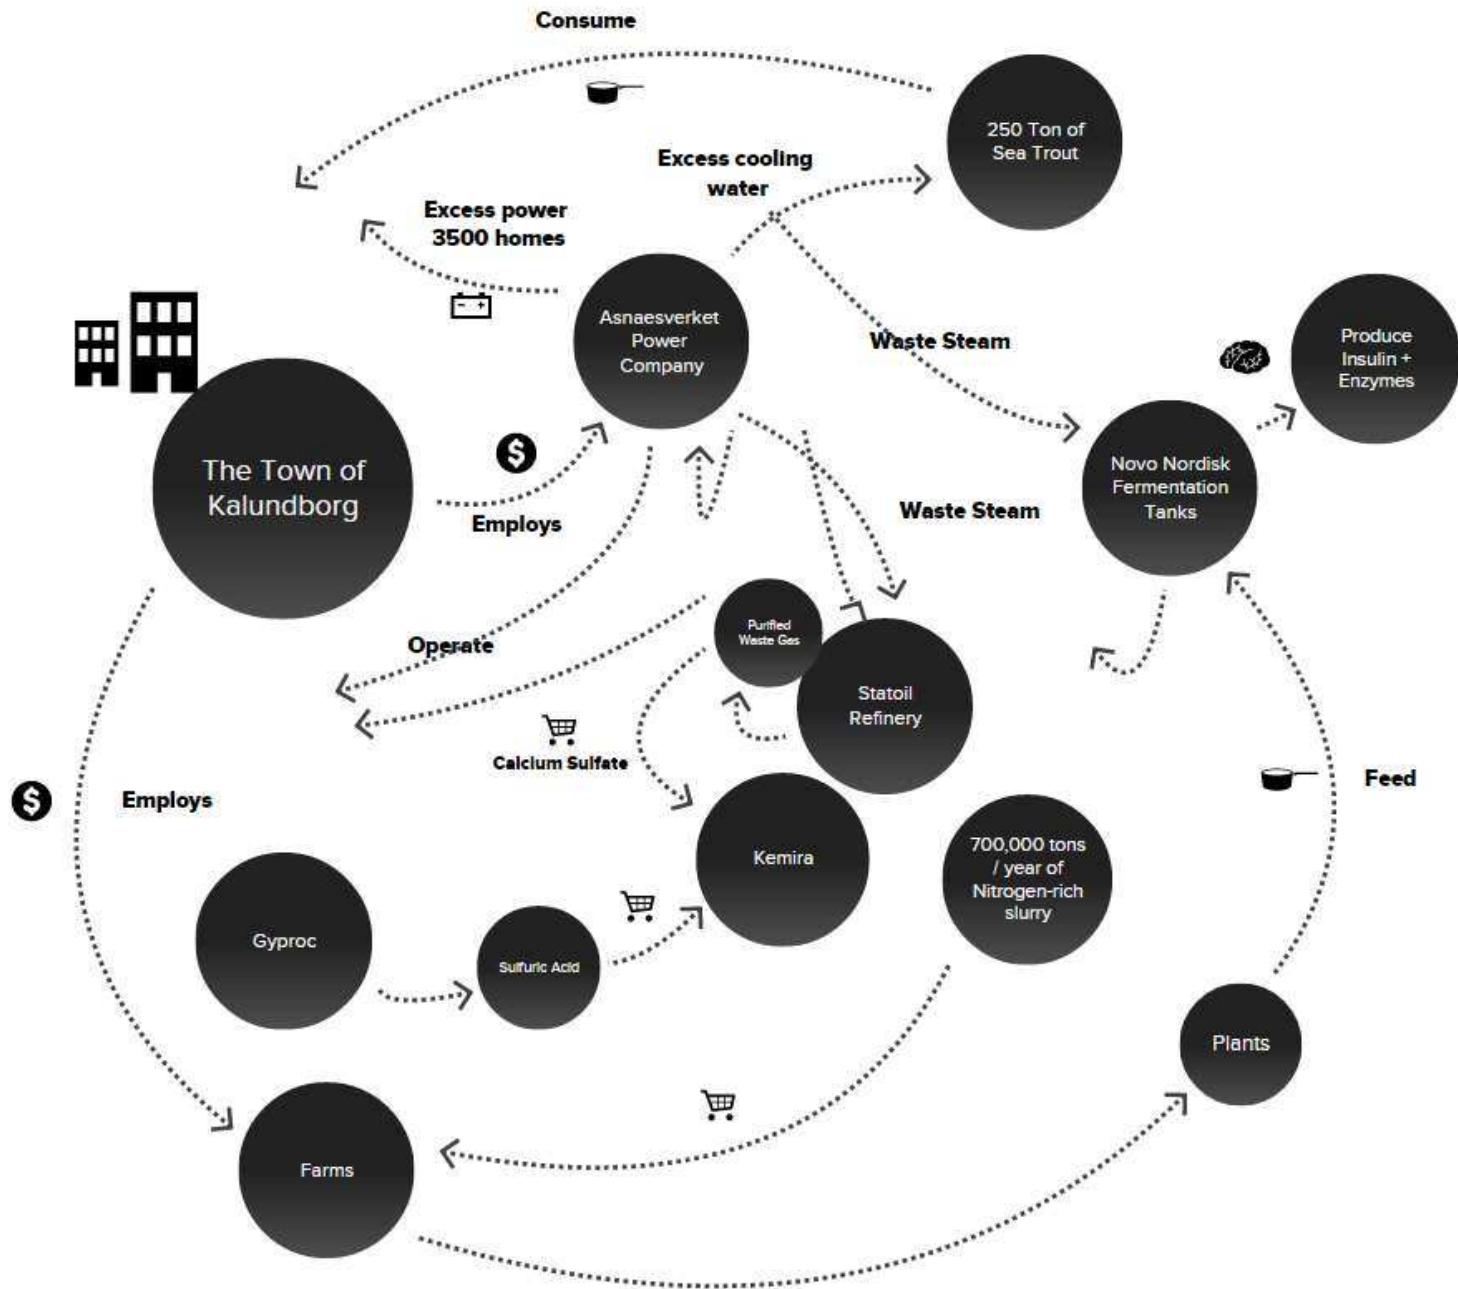 Consume
250 Ton of
Sea Trout
Excess cooling
water
Excess power
3500 homes
Asnaesverket
Power
Company
Waste Steam
Produce
Insulin +
Enzymes
The Town of
Kalundborg
$
Employs
Novo Nordisk
Fermentation
Tanks
Waste Steam
Purified
Waste Gas
Operate
Statoil
Refinery
Calcium Sulfate
$
Employs
Feed
Kemira
700,000 tons
/ year of
Nitrogen-rich
slurry
Gyproc
Sulfuric Acid
Plants
Farms